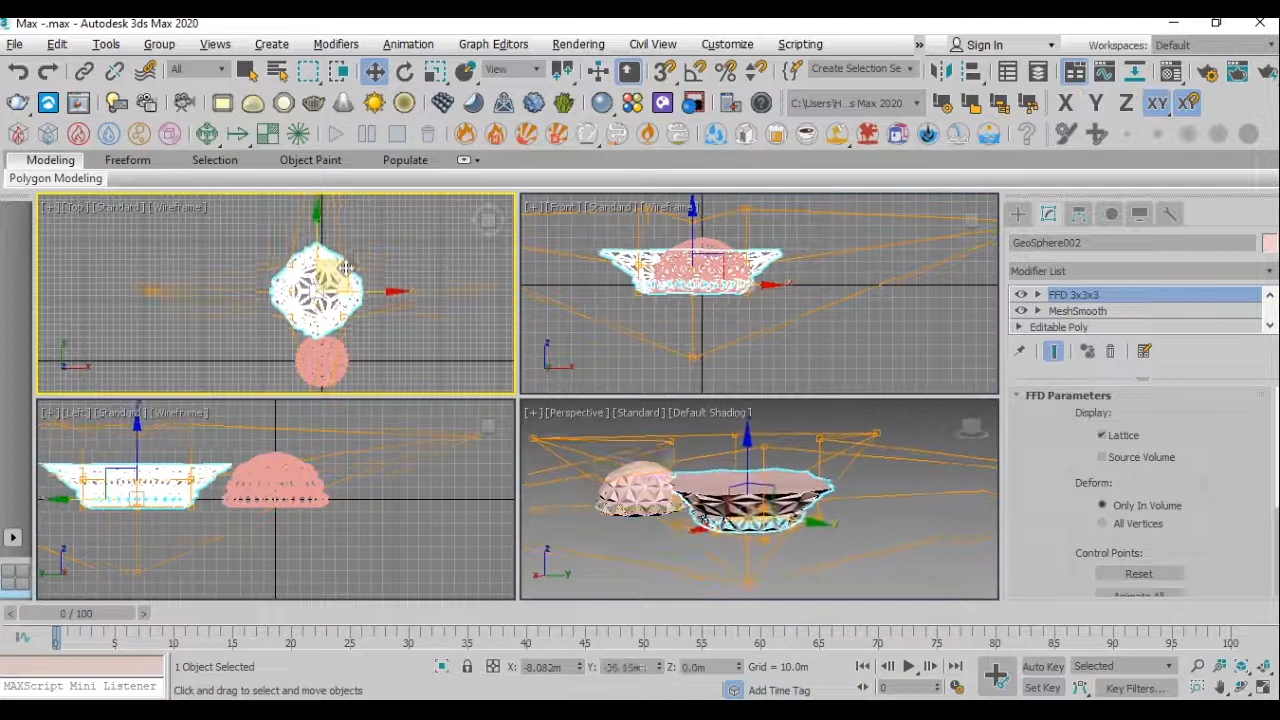 Max -.max - Autodesk 3ds Max 2020
File Edit Tools Group Views Create Modifiers Animation Graph Editors Rendering Civil View Customize Scripting » Sign In Workspaces: Default
All View Create Selection Se
C:\Users\H...s Max 2020 X Y Z XY X?
Modeling Freeform Selection Object Paint Populate
Polygon Modeling
[+] [Top] [Standard] [Wireframe]
[+] [Front] [Standard] [Wireframe]
GeoSphere002
Modifier List
FFD 3x3x3
MeshSmooth
Editable Poly
FFD Parameters
Display:
Lattice
Source Volume
Deform:
Only In Volume
All Vertices
Control Points:
Reset
Animate All
[+] [Left] [Standard] [Wireframe]
[+] [Perspective] [Standard] [Default Shading]
< 0 / 100 >
0 5 10 15 20 25 30 35 40 45 50 55 60 65 70 75 80 85 90 95 100
1 Object Selected X: -8.082m Y: Z: 0.0m Grid = 10.0m Auto Key Selected
MAXScript Mini Listener Click and drag to select and move objects Add Time Tag 0 Set Key Key Filters...